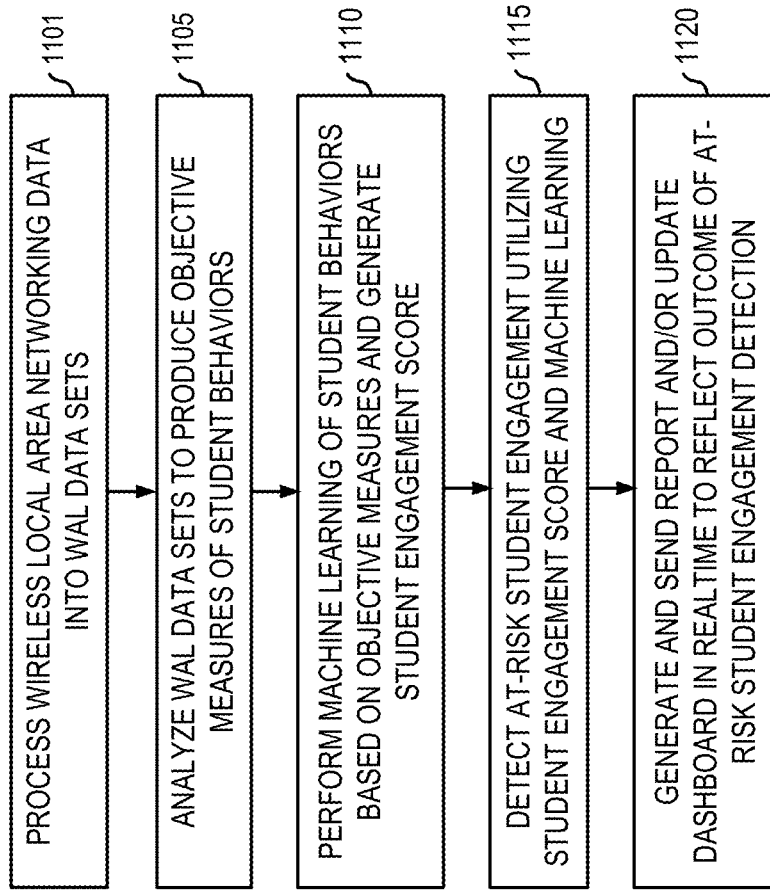 PROCESS WIRELESS LOCAL AREA NETWORKING DATA
INTO WAL DATA SETS
1101
ANALYZE WAL DATA SETS TO PRODUCE OBJECTIVE
MEASURES OF STUDENT BEHAVIORS
1105
PERFORM MACHINE LEARNING OF STUDENT BEHAVIORS
BASED ON OBJECTIVE MEASURES AND GENERATE
STUDENT ENGAGEMENT SCORE
1110
DETECT AT-RISK STUDENT ENGAGEMENT UTILIZING
STUDENT ENGAGEMENT SCORE AND MACHINE LEARNING
1115
GENERATE AND SEND REPORT AND/OR UPDATE
DASHBOARD IN REALTIME TO REFLECT OUTCOME OF AT-
RISK STUDENT ENGAGEMENT DETECTION
1120